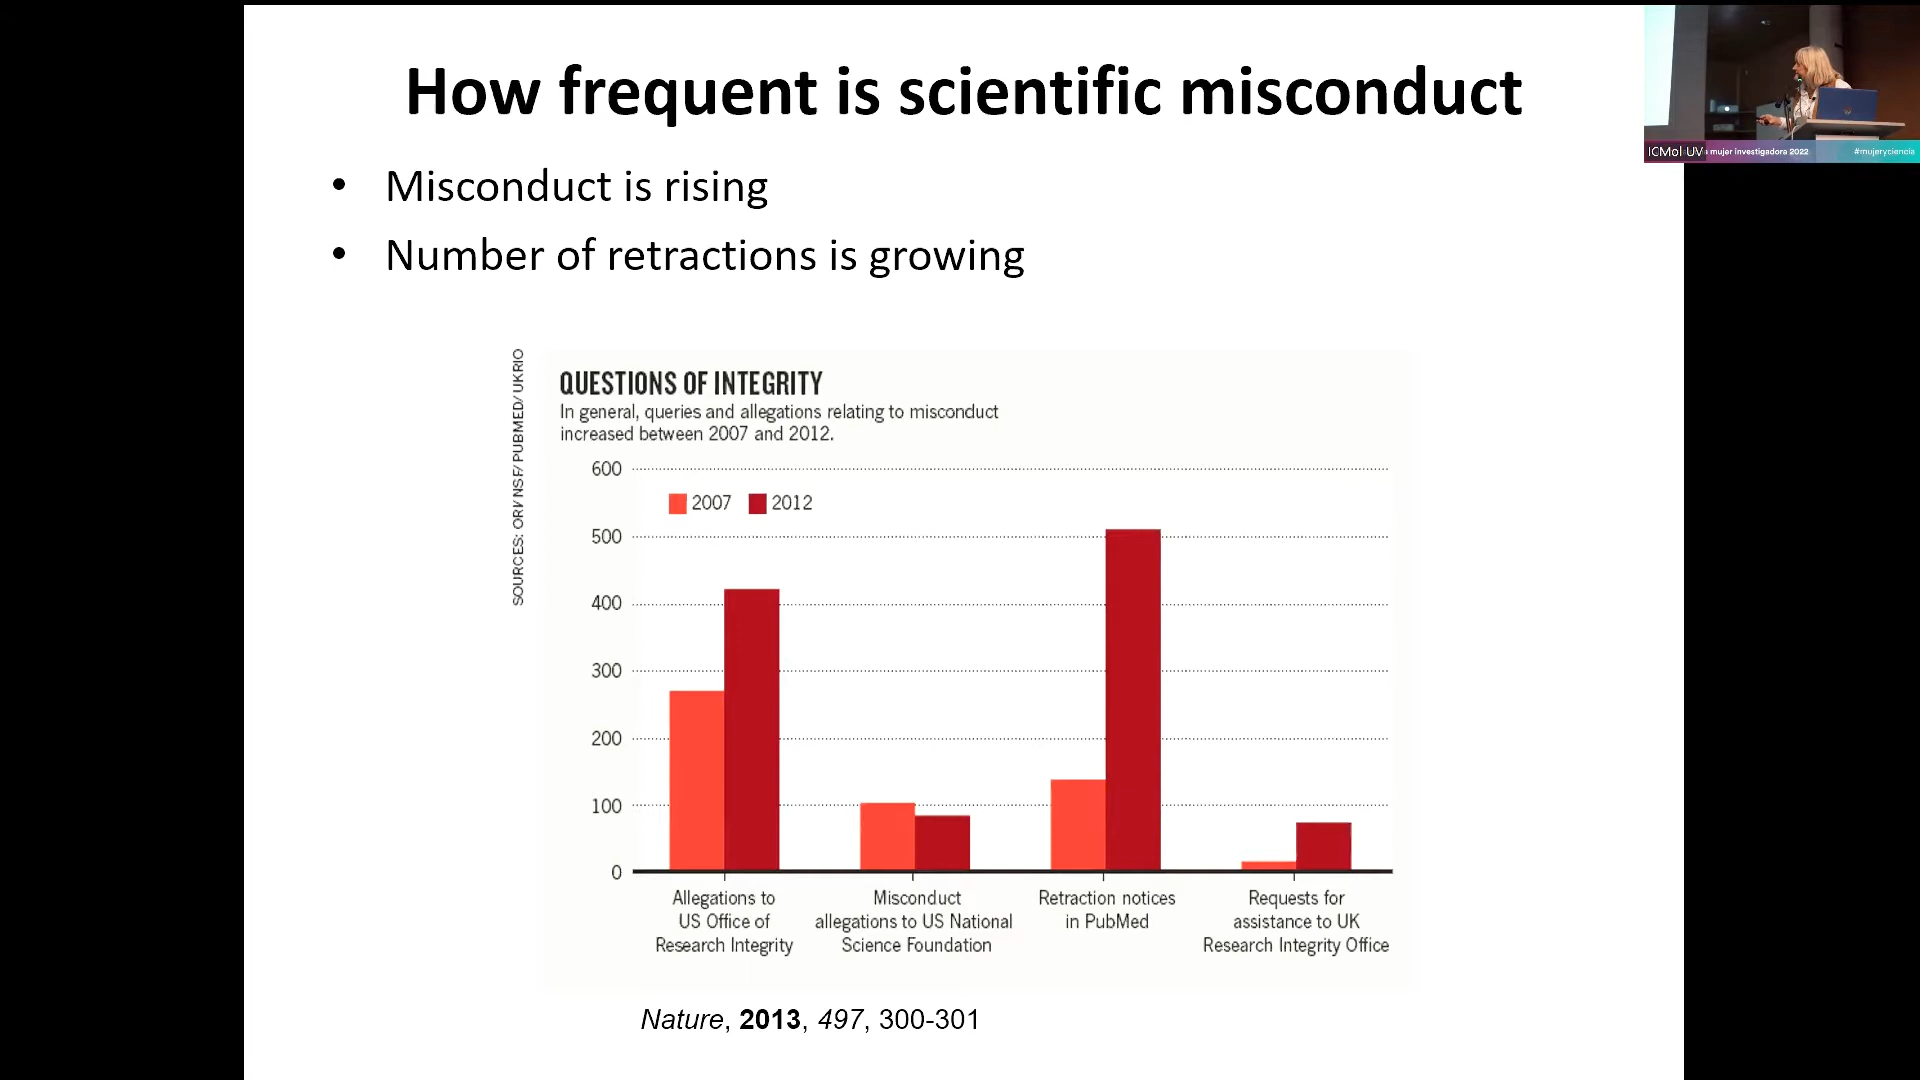 How frequent is scientific misconduct
ICMol UV
a mujer investigadora 2022
#mujeryciencia
• Misconduct is rising
• Number of retractions is growing
SOURCES: ORI/NSF/PUBMED/UKRIO
QUESTIONS OF INTEGRITY
In general, queries and allegations relating to misconduct
increased between 2007 and 2012.
600
2007 2012
500
400
300
200
100
0
Allegations to
US Office of
Research Integrity
Misconduct
allegations to US National
Science Foundation
Retraction notices
in PubMed
Requests for
assistance to UK
Research Integrity Office
Nature, 2013, 497, 300-301